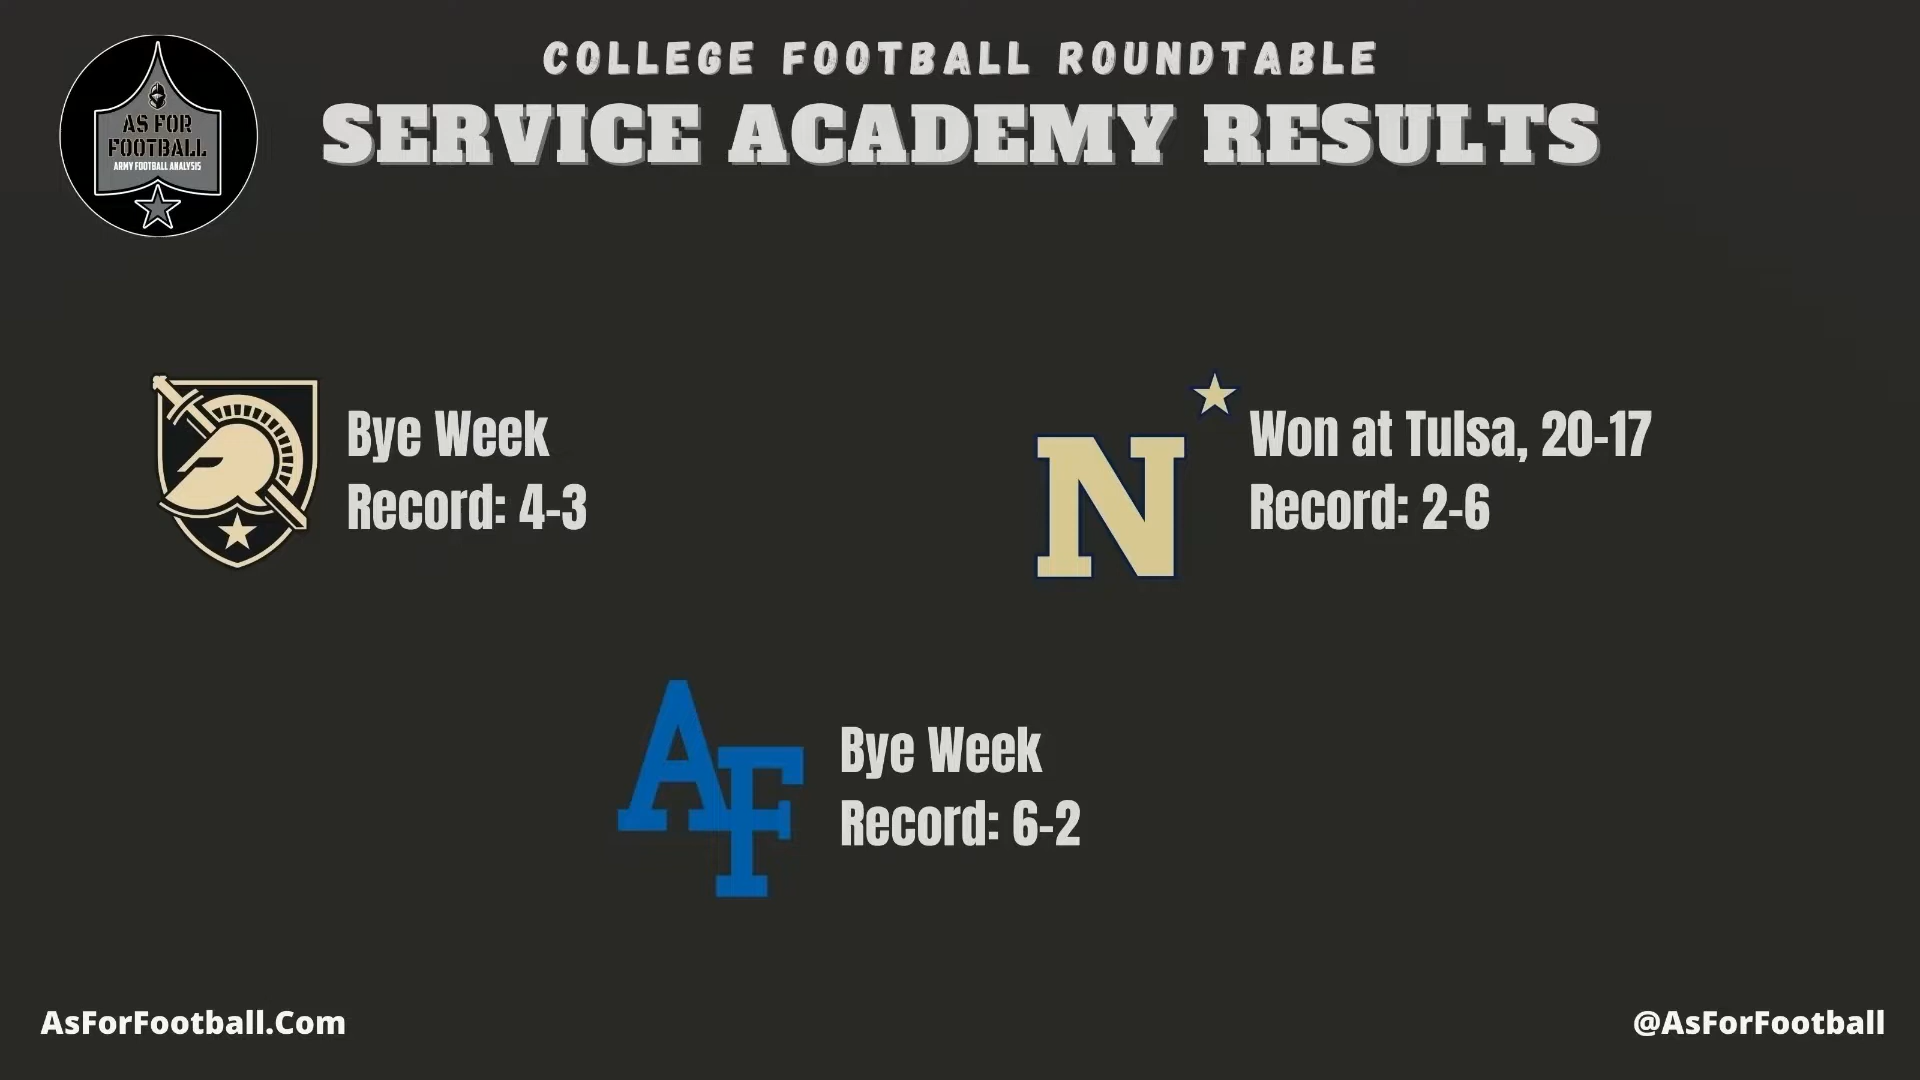 COLLEGE FOOTBALL ROUNDTABLE
SERVICE ACADEMY RESULTS
AS FOR
FOOTBALL
ARMY FOOTBALL ANALYSIS
Bye Week
Record: 4-3
N
Won at Tulsa, 20-17
Record: 2-6
AF
Bye Week
Record: 6-2
AsForFootball.Com
@AsForFootball